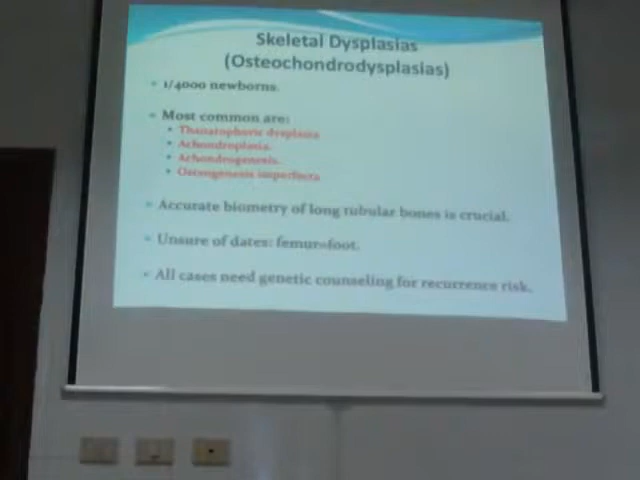 Skeletal Dysplasias
(Osteochondrodysplasias)
• 1/4000 newborns.
• Most common are:
• Thanatophoric dysplasia
• Achondroplasia.
• Achondrogenesis.
• Osteogenesis imperfecta
• Accurate biometry of long tubular bones is crucial.
• Unsure of dates: femur=foot.
• All cases need genetic counseling for recurrence risk.